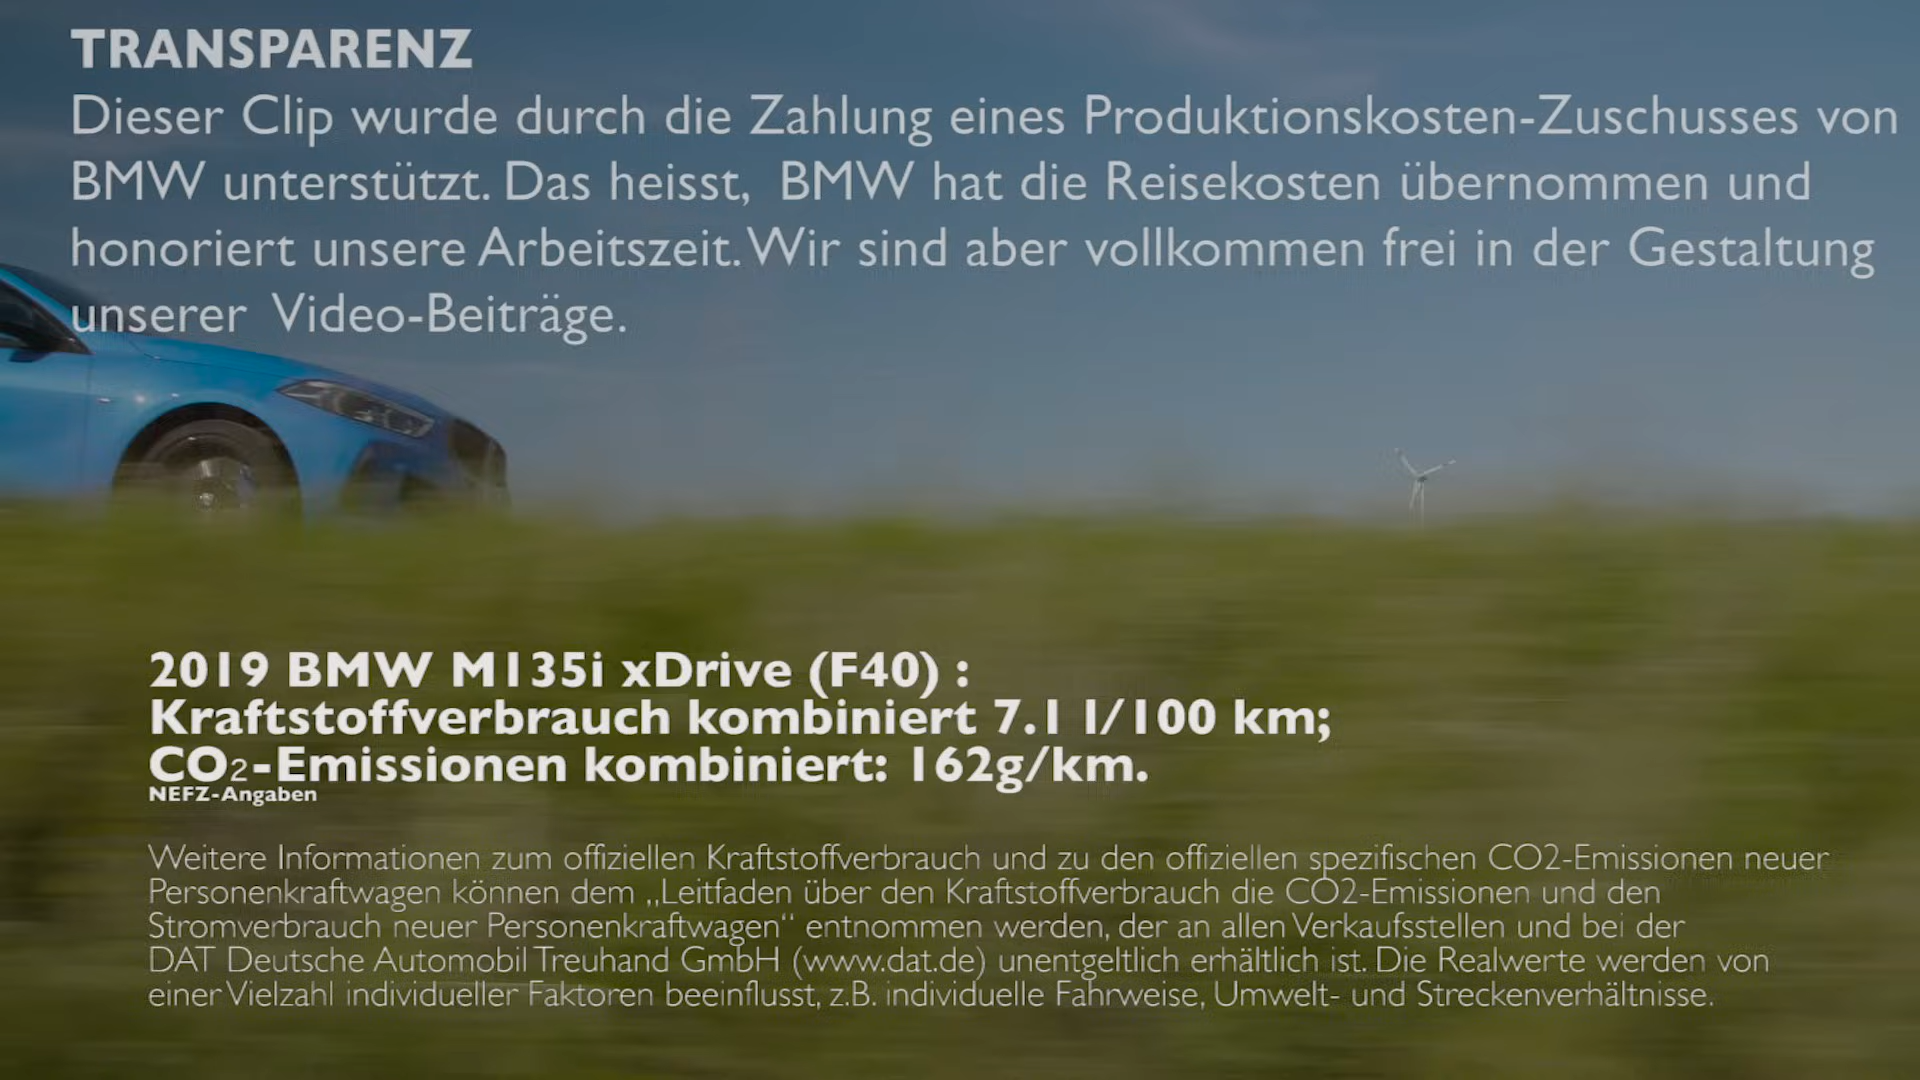 TRANSPARENZ
Dieser Clip wurde durch die Zahlung eines Produktionskosten-Zuschusses von
BMW unterstützt. Das heisst, BMW hat die Reisekosten übernommen und
honoriert unsere Arbeitszeit. Wir sind aber vollkommen frei in der Gestaltung
unserer Video-Beiträge.
2019 BMW M135i xDrive (F40) :
Kraftstoffverbrauch kombiniert 7.1 l/100 km;
CO2-Emissionen kombiniert: 162g/km.
NEFZ-Angaben
Weitere Informationen zum offiziellen Kraftstoffverbrauch und zu den offiziellen spezifischen CO2-Emissionen neuer
Personenkraftwagen können dem „Leitfaden über den Kraftstoffverbrauch die CO2-Emissionen und den
Stromverbrauch neuer Personenkraftwagen“ entnommen werden, der an allen Verkaufsstellen und bei der
DAT Deutsche Automobil Treuhand GmbH (www.dat.de) unentgeltlich erhältlich ist. Die Realwerte werden von
einer Vielzahl individueller Faktoren beeinflusst, z.B. individuelle Fahrweise, Umwelt- und Streckenverhältnisse.